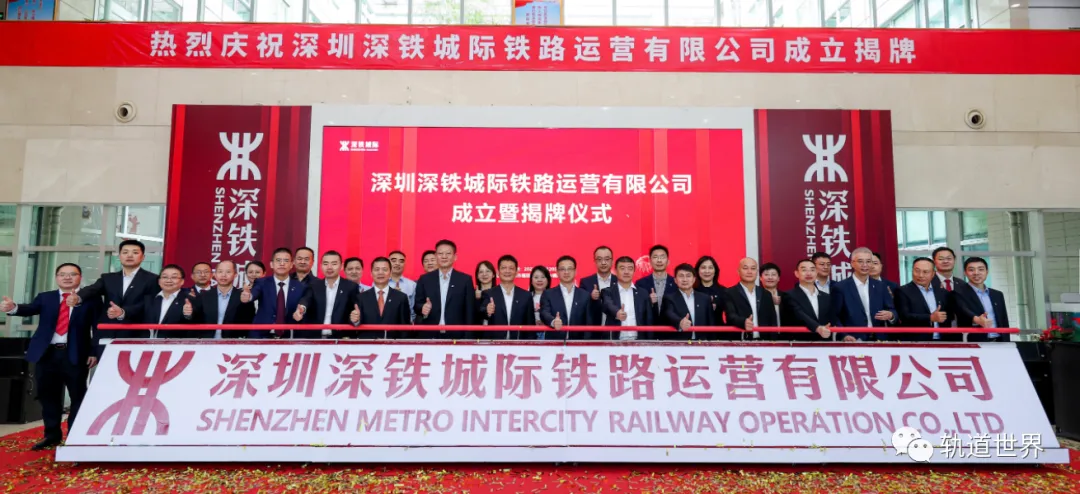 热烈庆祝深圳深铁城际铁路运营有限公司成立揭牌
深铁城际
深圳深铁城际铁路运营有限公司
成立暨揭牌仪式
深铁城
SHENZHEN
深铁城
SHENZHEN
深圳深铁城际铁路运营有限公司
SHENZHEN METRO INTERCITY RAILWAY OPERATION CO.,LTD
轨道世界